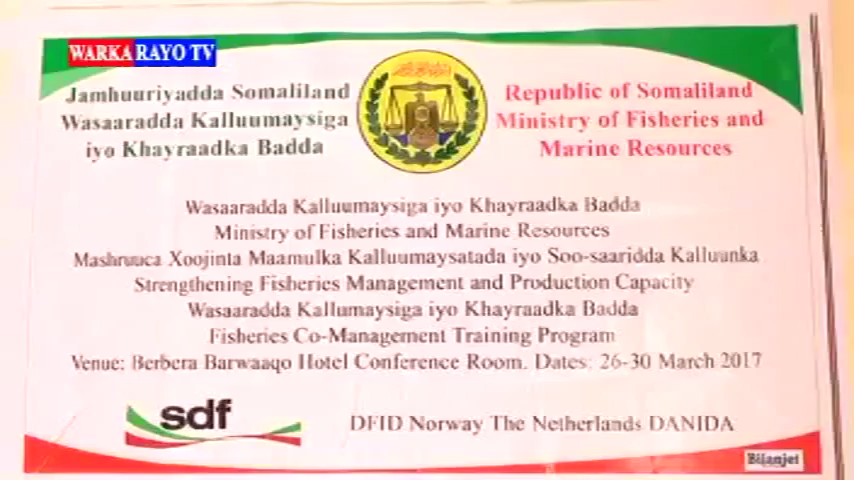 WARKA RAYO TV
Jamhuuriyadda Somaliland
Wasaaradda Kalluumaysiga
iyo Khayraadka Badda
Republic of Somaliland
Ministry of Fisheries and
Marine Resources
Wasaaradda Kalluumaysiga iyo Khayraadka Badda
Ministry of Fisheries and Marine Resources
Mashruuca Xoojinta Maamulka Kalluumaysatada iyo Soo-saaridda Kalluunka
Strengthening Fisheries Management and Production Capacity
Wasaaradda Kallumaysiga iyo Khayraadka Badda
Fisheries Co-Management Training Program
Venue: Berbera Barwaaqo Hotel Conference Room. Dates: 26-30 March 2017
sdf
DFID Norway The Netherlands DANIDA
Bilanjet